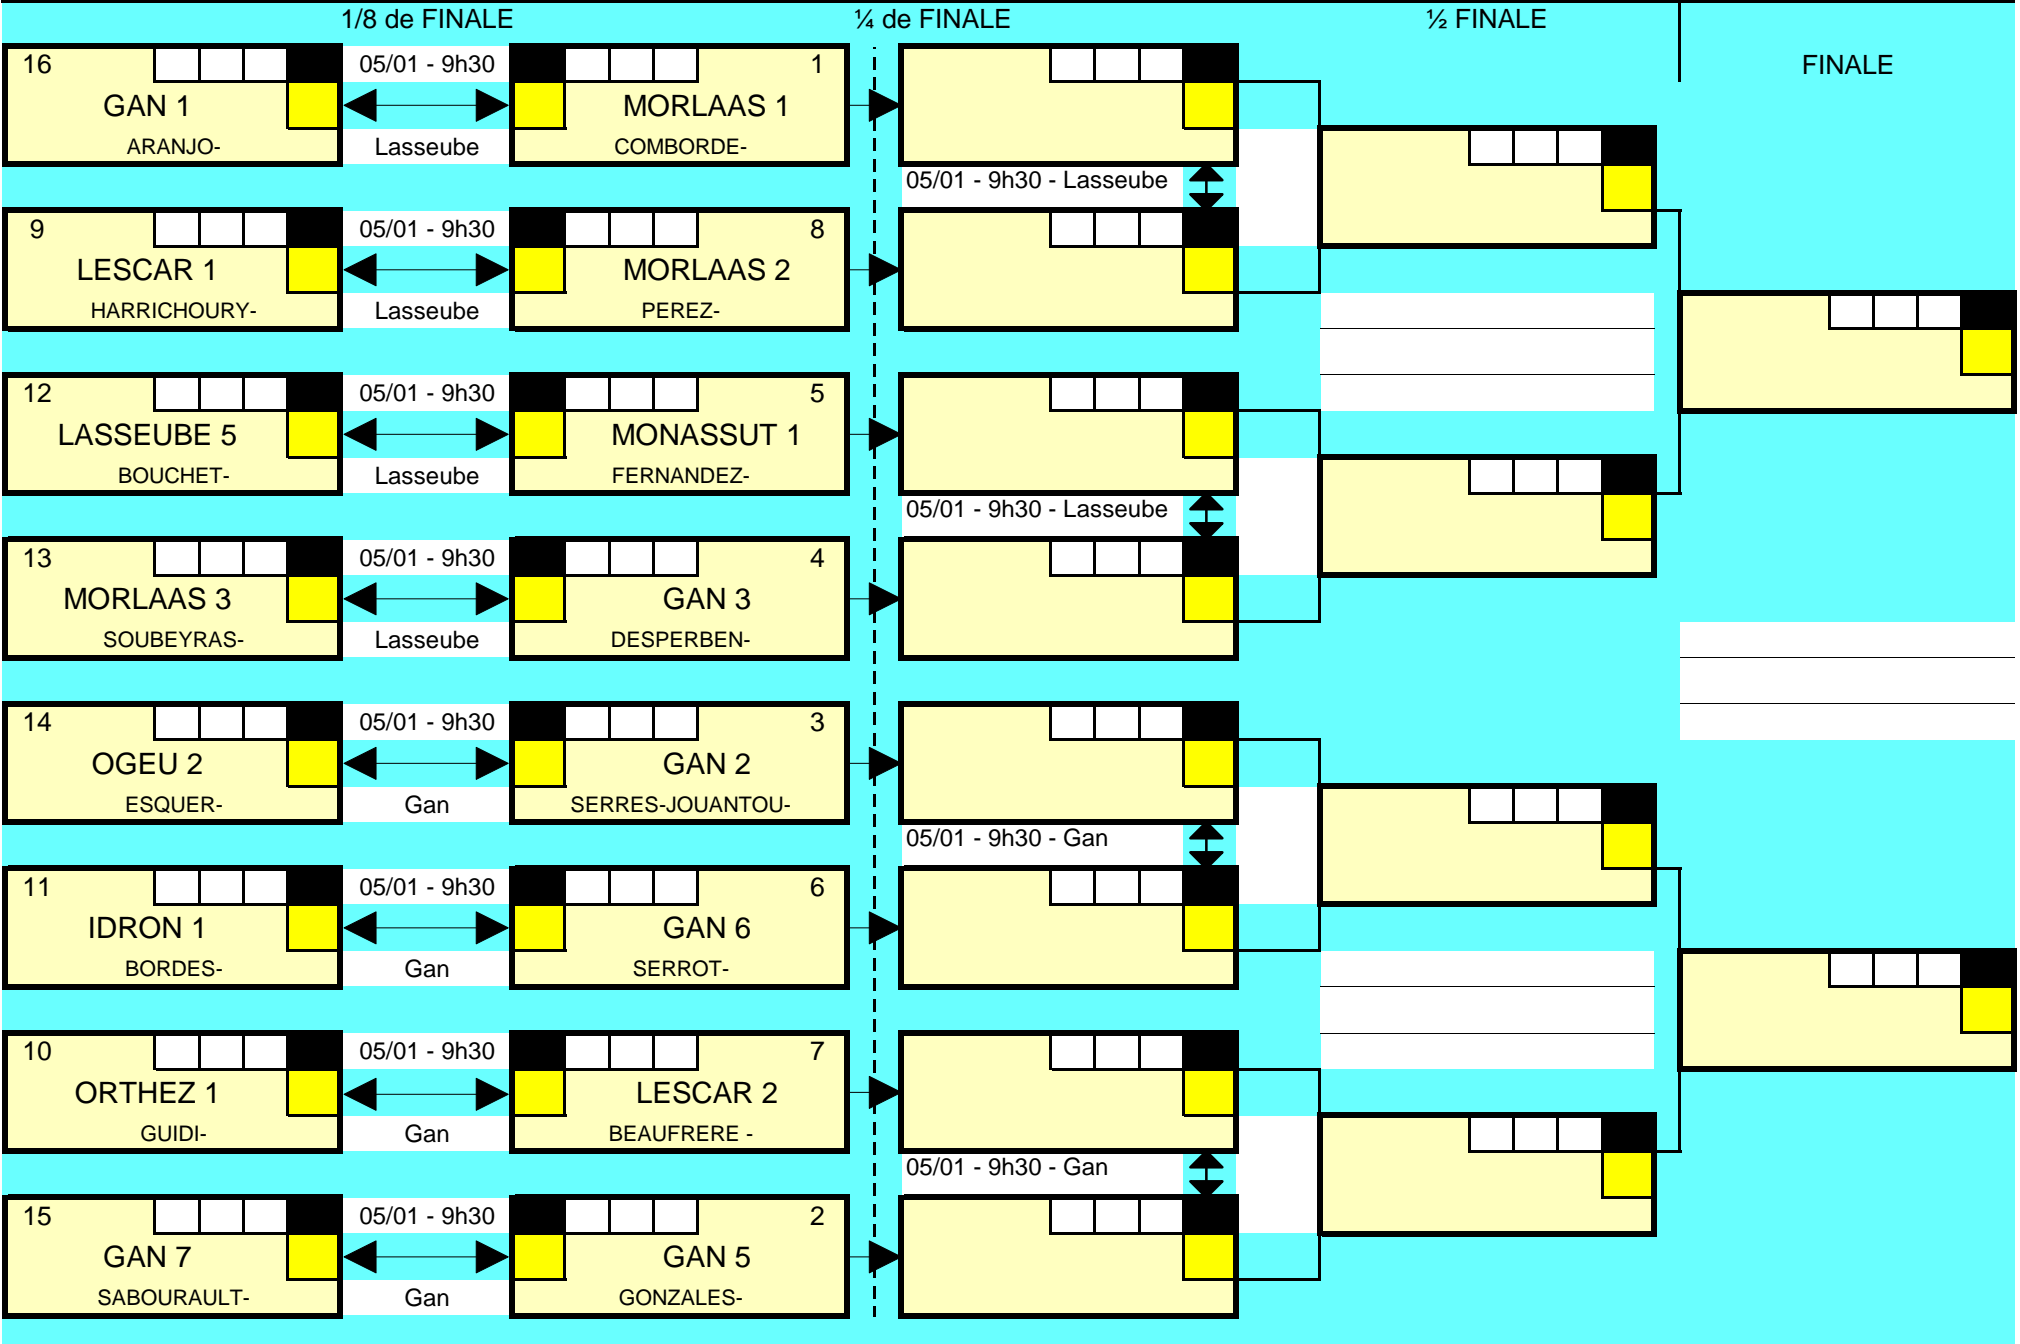 1/8 de FINALE
¼ de FINALE
½ FINALE
FINALE
16
05/01 - 9h30
1
GAN 1
MORLAAS 1
ARANJO-
Lasseube
COMBORDE-
05/01 - 9h30 - Lasseube
9
05/01 - 9h30
8
LESCAR 1
MORLAAS 2
HARRICHOURY-
Lasseube
PEREZ-
12
05/01 - 9h30
5
LASSEUBE 5
MONASSUT 1
BOUCHET-
Lasseube
FERNANDEZ-
05/01 - 9h30 - Lasseube
13
05/01 - 9h30
4
MORLAAS 3
GAN 3
SOUBEYRAS-
Lasseube
DESPERBEN-
14
05/01 - 9h30
3
OGEU 2
GAN 2
ESQUER-
Gan
SERRES-JOUANTOU-
05/01 - 9h30 - Gan
11
05/01 - 9h30
6
IDRON 1
GAN 6
BORDES-
Gan
SERROT-
10
05/01 - 9h30
7
ORTHEZ 1
LESCAR 2
GUIDI-
Gan
BEAUFRERE -
05/01 - 9h30 - Gan
15
05/01 - 9h30
2
GAN 7
GAN 5
SABOURAULT-
Gan
GONZALES-